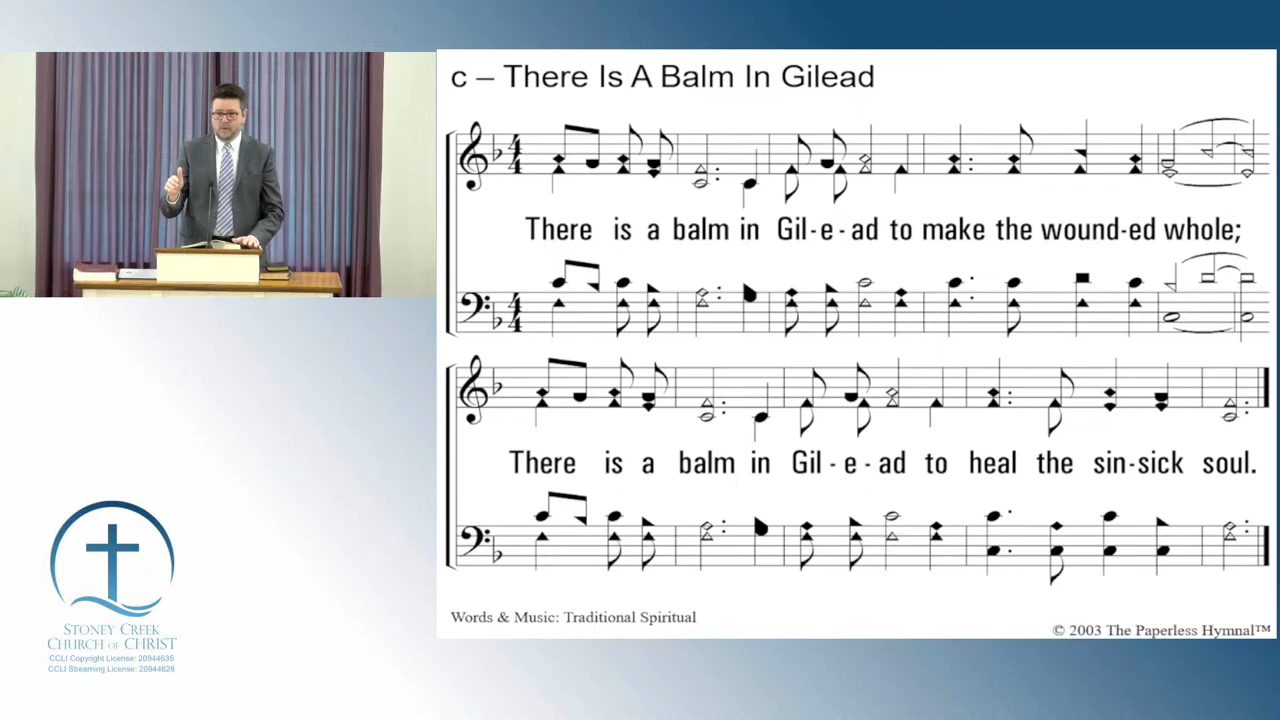 c – There Is A Balm In Gilead
There is a balm in Gil-e-ad to make the wound-ed whole;
There is a balm in Gil-e-ad to heal the sin-sick soul.
Words & Music: Traditional Spiritual
© 2003 The Paperless Hymnal™
STONEY CREEK
CHURCH OF CHRIST
CCLI Copyright License: 20944635
CCLI Streaming License: 20944628